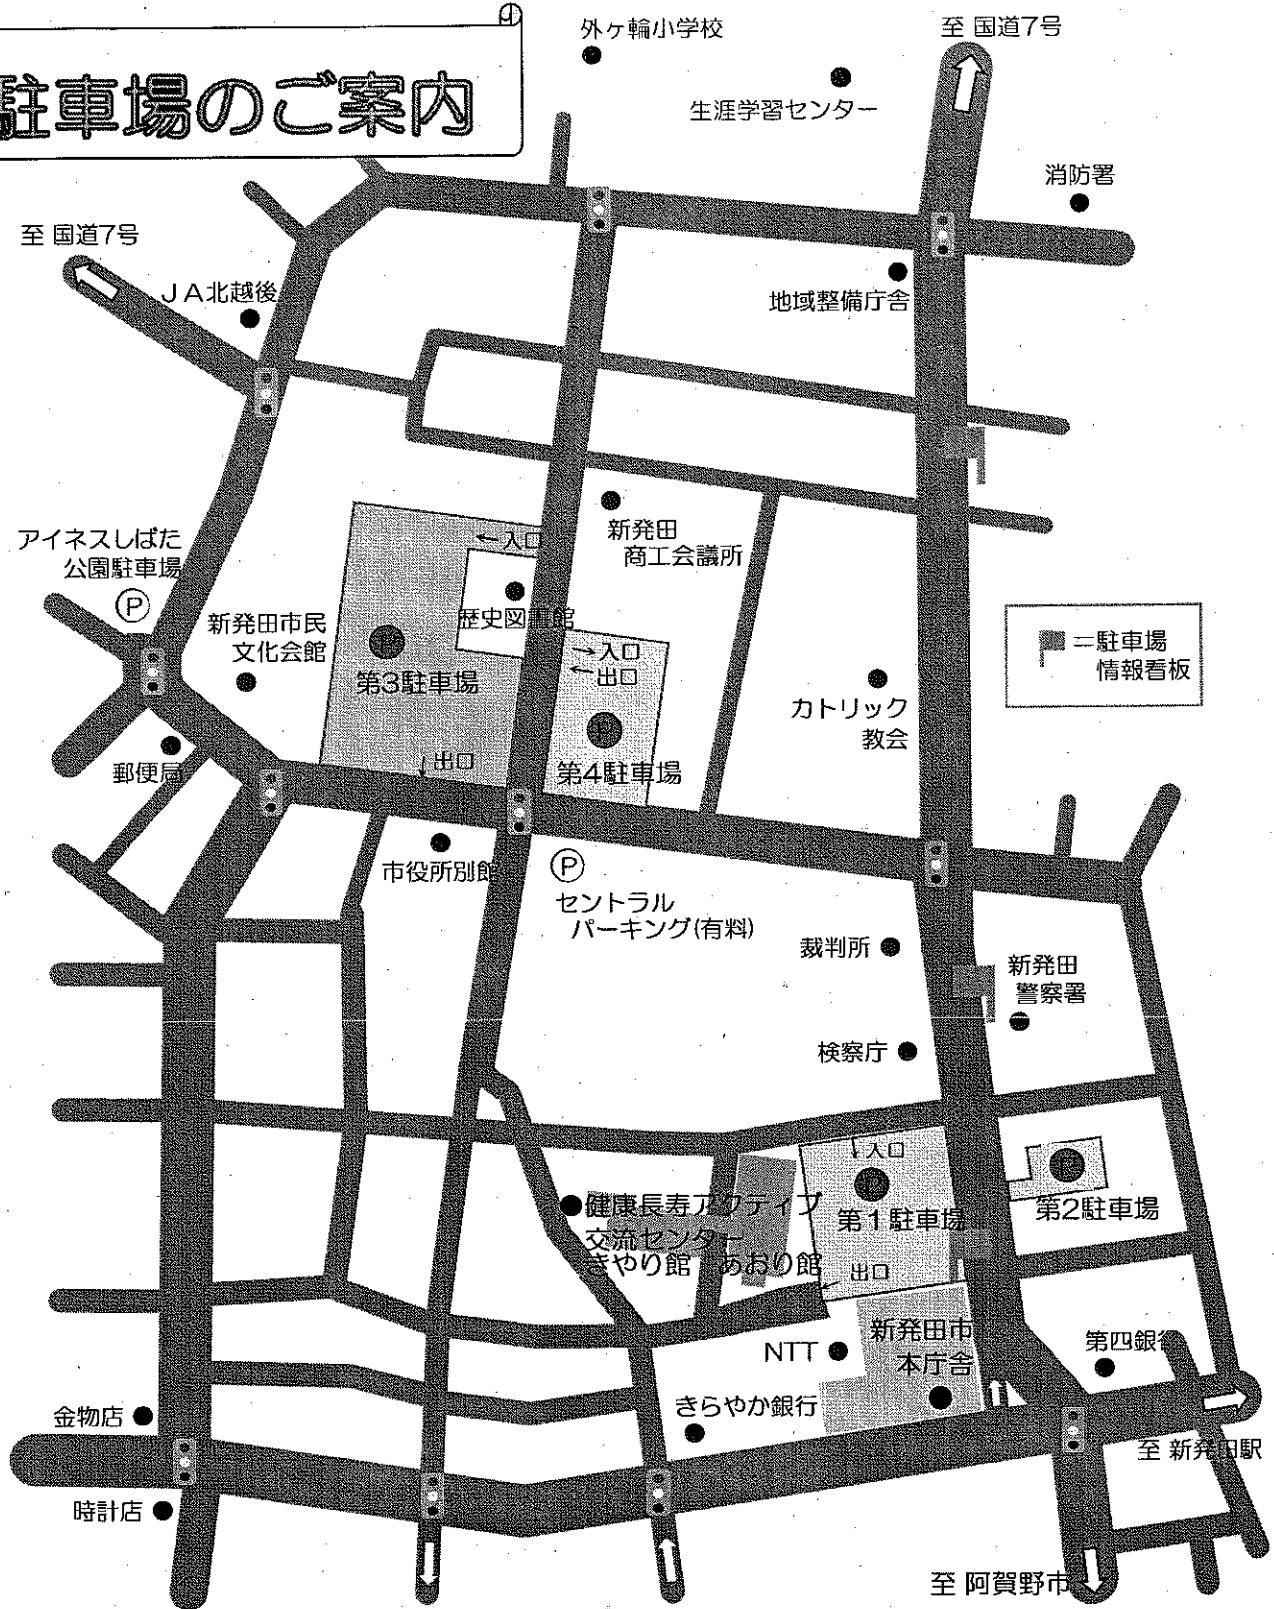 駐車場のご案内
外ヶ輪小学校
至 国道7号
生涯学習センター
消防署
至 国道7号
JA北越後
地域整備庁舎
アイネスしばた
公園駐車場
P
新発田市民
文化会館
←入口
歴史図書館
P
第3駐車場
↓出口
新発田
商工会議所
→入口
←出口
P
第4駐車場
カトリック
教会
=駐車場
情報看板
郵便局
市役所別館
P
セントラル
パーキング(有料)
裁判所
新発田
警察署
検察庁
↓入口
P
第1駐車場
←出口
P
第2駐車場
健康長寿アクティブ
交流センター
きやり館 あおり館
NTT
新発田市
本庁舎
第四銀行
きらやか銀行
金物店
至 新発田駅
時計店
至 阿賀野市